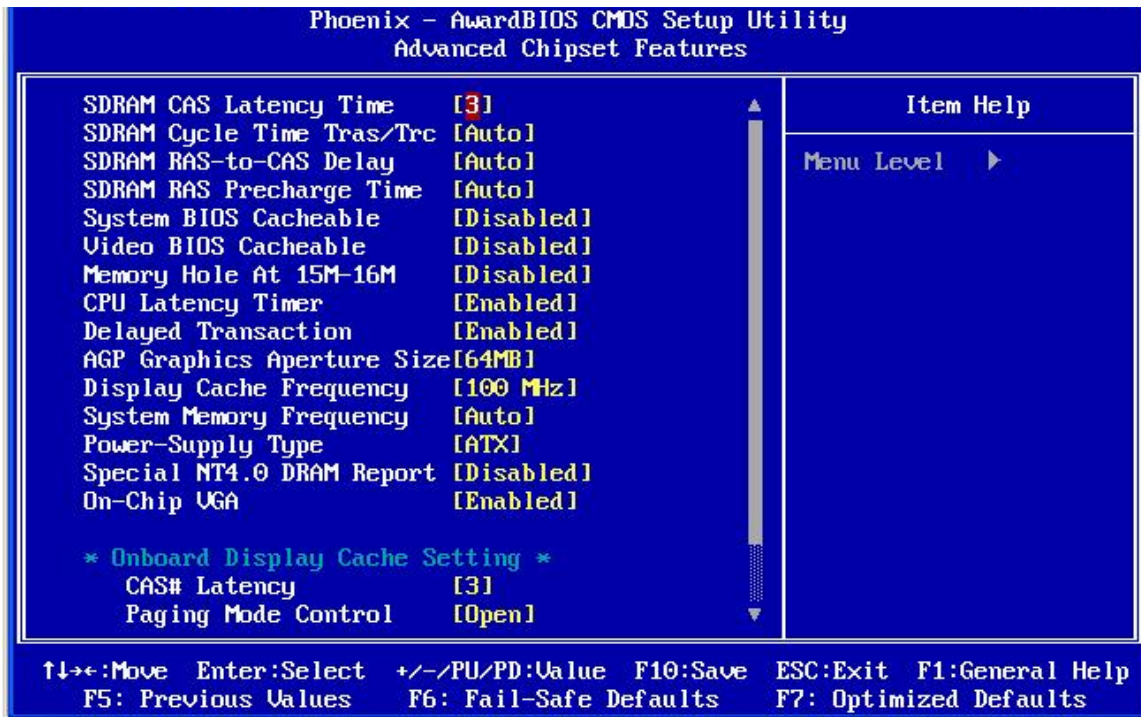 Phoenix - AwardBIOS CMOS Setup Utility
Advanced Chipset Features
SDRAM CAS Latency Time [3]
SDRAM Cycle Time Tras/Trc [Auto]
SDRAM RAS-to-CAS Delay [Auto]
SDRAM RAS Precharge Time [Auto]
System BIOS Cacheable [Disabled]
Video BIOS Cacheable [Disabled]
Memory Hole At 15M-16M [Disabled]
CPU Latency Timer [Enabled]
Delayed Transaction [Enabled]
AGP Graphics Aperture Size[64MB]
Display Cache Frequency [100 MHz]
System Memory Frequency [Auto]
Power-Supply Type [ATX]
Special NT4.0 DRAM Report [Disabled]
On-Chip VGA [Enabled]
* Onboard Display Cache Setting *
CAS# Latency [3]
Paging Mode Control [Open]
Item Help
Menu Level ▶
↑↓→←:Move Enter:Select +/-/PU/PD:Value F10:Save ESC:Exit F1:General Help
F5: Previous Values F6: Fail-Safe Defaults F7: Optimized Defaults